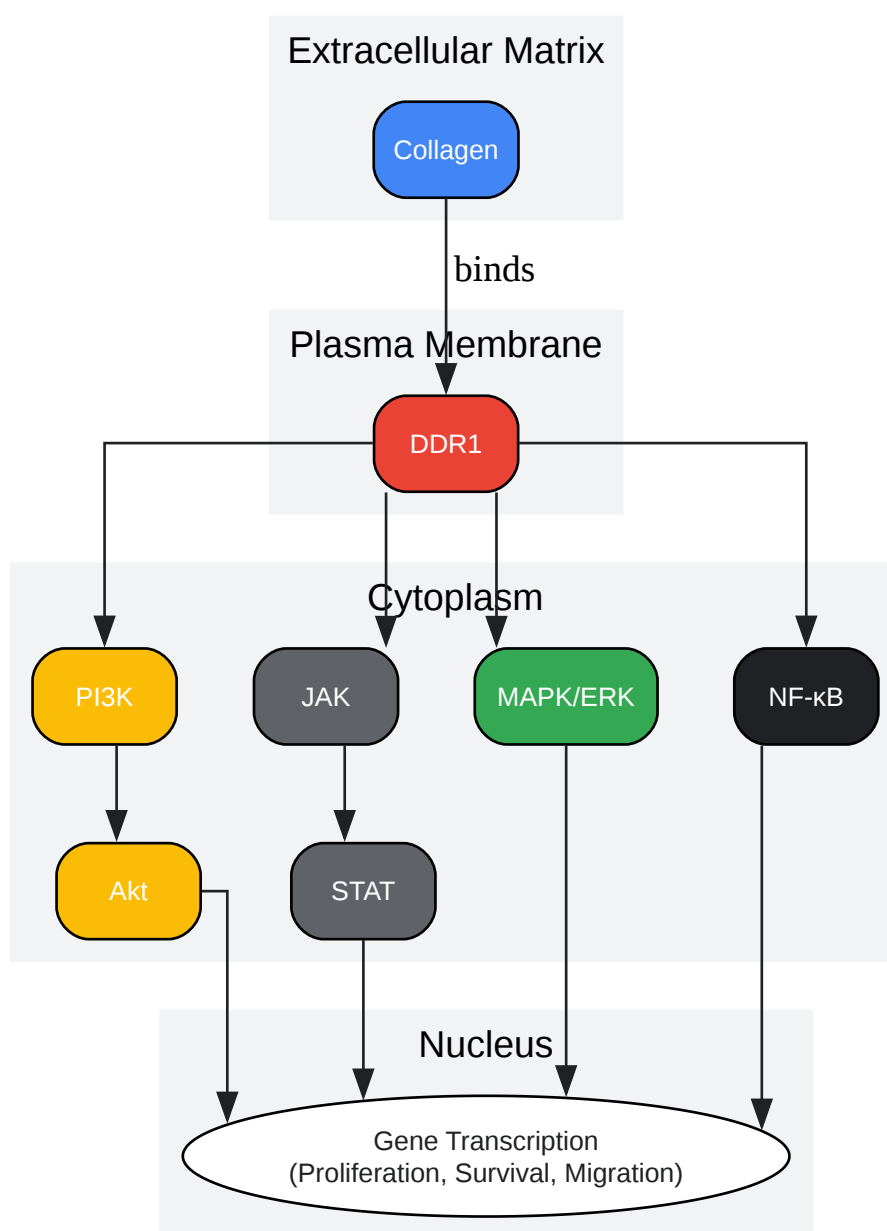 Extracellular Matrix
Collagen
binds
Plasma Membrane
DDR1
Cytoplasm
PI3K
JAK
MAPK/ERK
NF-κB
Akt
STAT
Nucleus
Gene Transcription
(Proliferation, Survival, Migration)